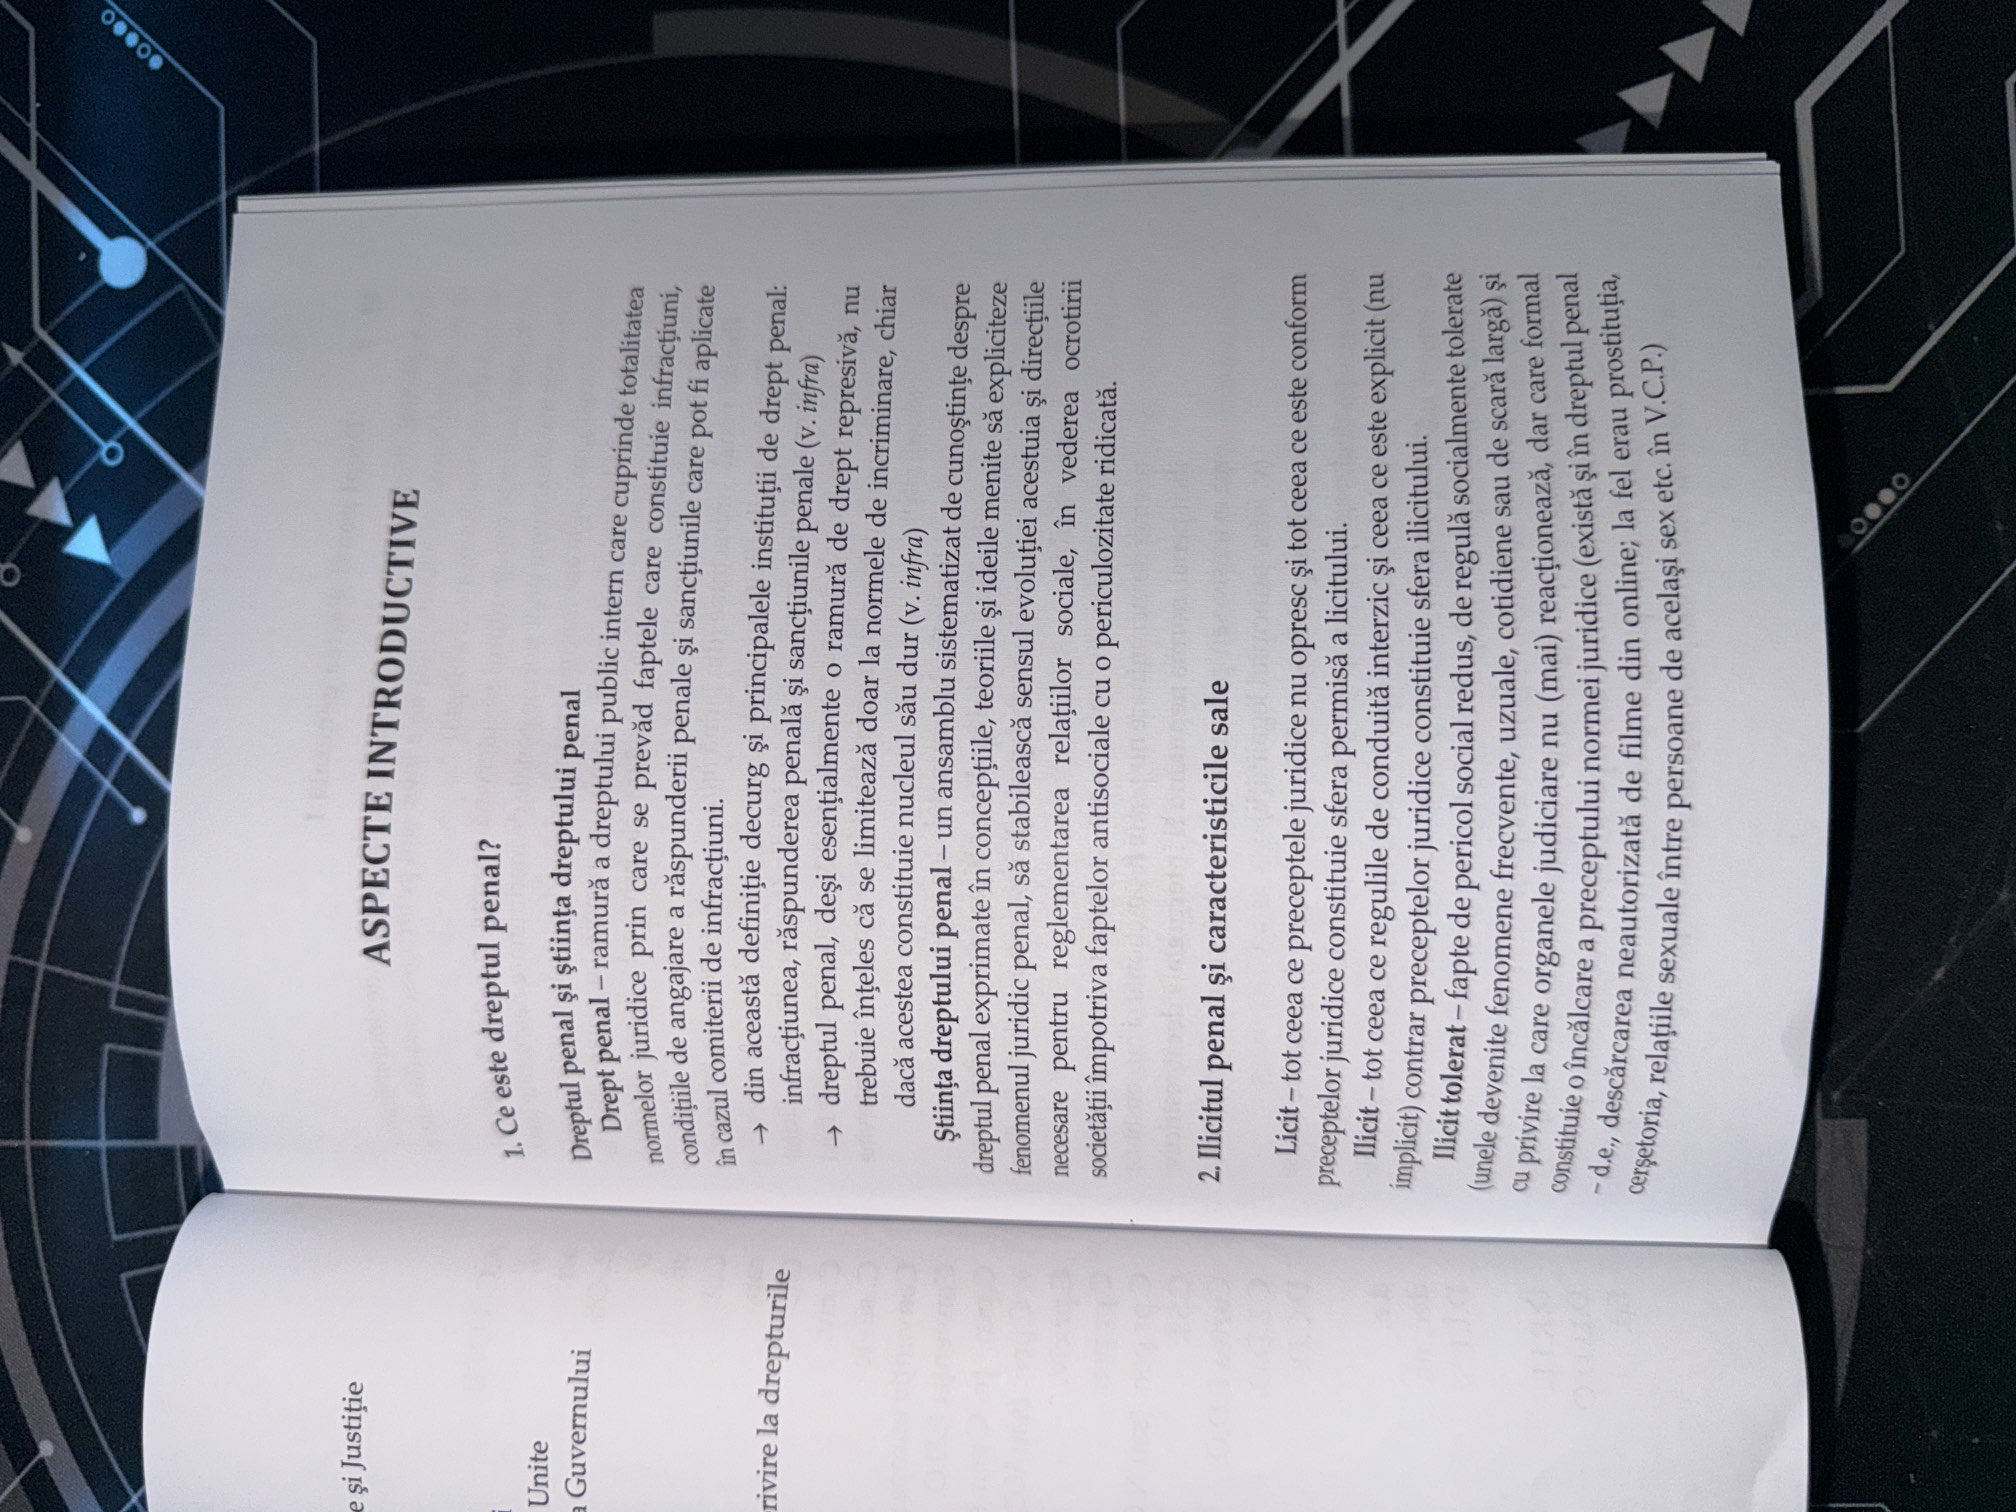 e şi Justiţie
i
Unite
a Guvernului
rivire la drepturile
ASPECTE INTRODUCTIVE
1. Ce este dreptul penal?
Dreptul penal şi ştiinţa dreptului penal
Drept penal – ramură a dreptului public intern care cuprinde totalitatea
normelor juridice prin care se prevăd faptele care constituie infracţiuni,
condiţiile de angajare a răspunderii penale şi sancţiunile care pot fi aplicate
în cazul comiterii de infracţiuni.
→ din această definiţie decurg şi principalele instituţii de drept penal:
infracţiunea, răspunderea penală şi sancţiunile penale (v. infra)
→ dreptul penal, deşi esenţialmente o ramură de drept represivă, nu
trebuie înţeles că se limitează doar la normele de incriminare, chiar
dacă acestea constituie nucleul său dur (v. infra)
Ştiinţa dreptului penal – un ansamblu sistematizat de cunoştinţe despre
dreptul penal exprimate în concepţiile, teoriile şi ideile menite să expliciteze
fenomenul juridic penal, să stabilească sensul evoluţiei acestuia şi direcţiile
necesare pentru reglementarea relaţiilor sociale, în vederea ocrotirii
societăţii împotriva faptelor antisociale cu o periculozitate ridicată.
2. Ilicitul penal şi caracteristicile sale
Licit – tot ceea ce preceptele juridice nu opresc şi tot ceea ce este conform
preceptelor juridice constituie sfera permisă a licitului.
Ilicit – tot ceea ce regulile de conduită interzic şi ceea ce este explicit (nu
implicit) contrar preceptelor juridice constituie sfera ilicitului.
Ilicit tolerat – fapte de pericol social redus, de regulă socialmente tolerate
(unele devenite fenomene frecvente, uzuale, cotidiene sau de scară largă) şi
cu privire la care organele judiciare nu (mai) reacţionează, dar care formal
constituie o încălcare a preceptului normei juridice (există şi în dreptul penal
– d.e., descărcarea neautorizată de filme din online; la fel erau prostituţia,
cerşetoria, relaţiile sexuale între persoane de acelaşi sex etc. în V.C.P.)